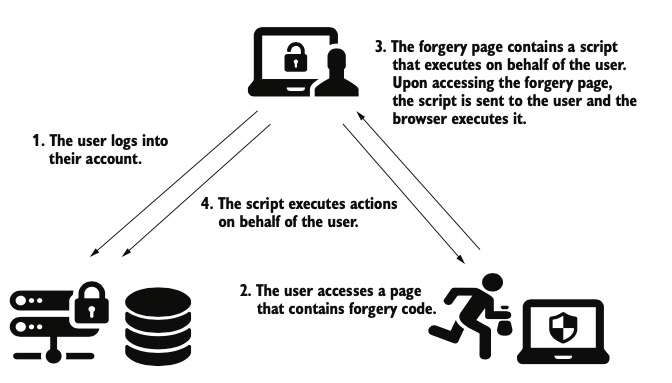 1. The user logs into
their account.
2. The user accesses a page
that contains forgery code.
3. The forgery page contains a script
that executes on behalf of the user.
Upon accessing the forgery page,
the script is sent to the user and the
browser executes it.
4. The script executes actions
on behalf of the user.